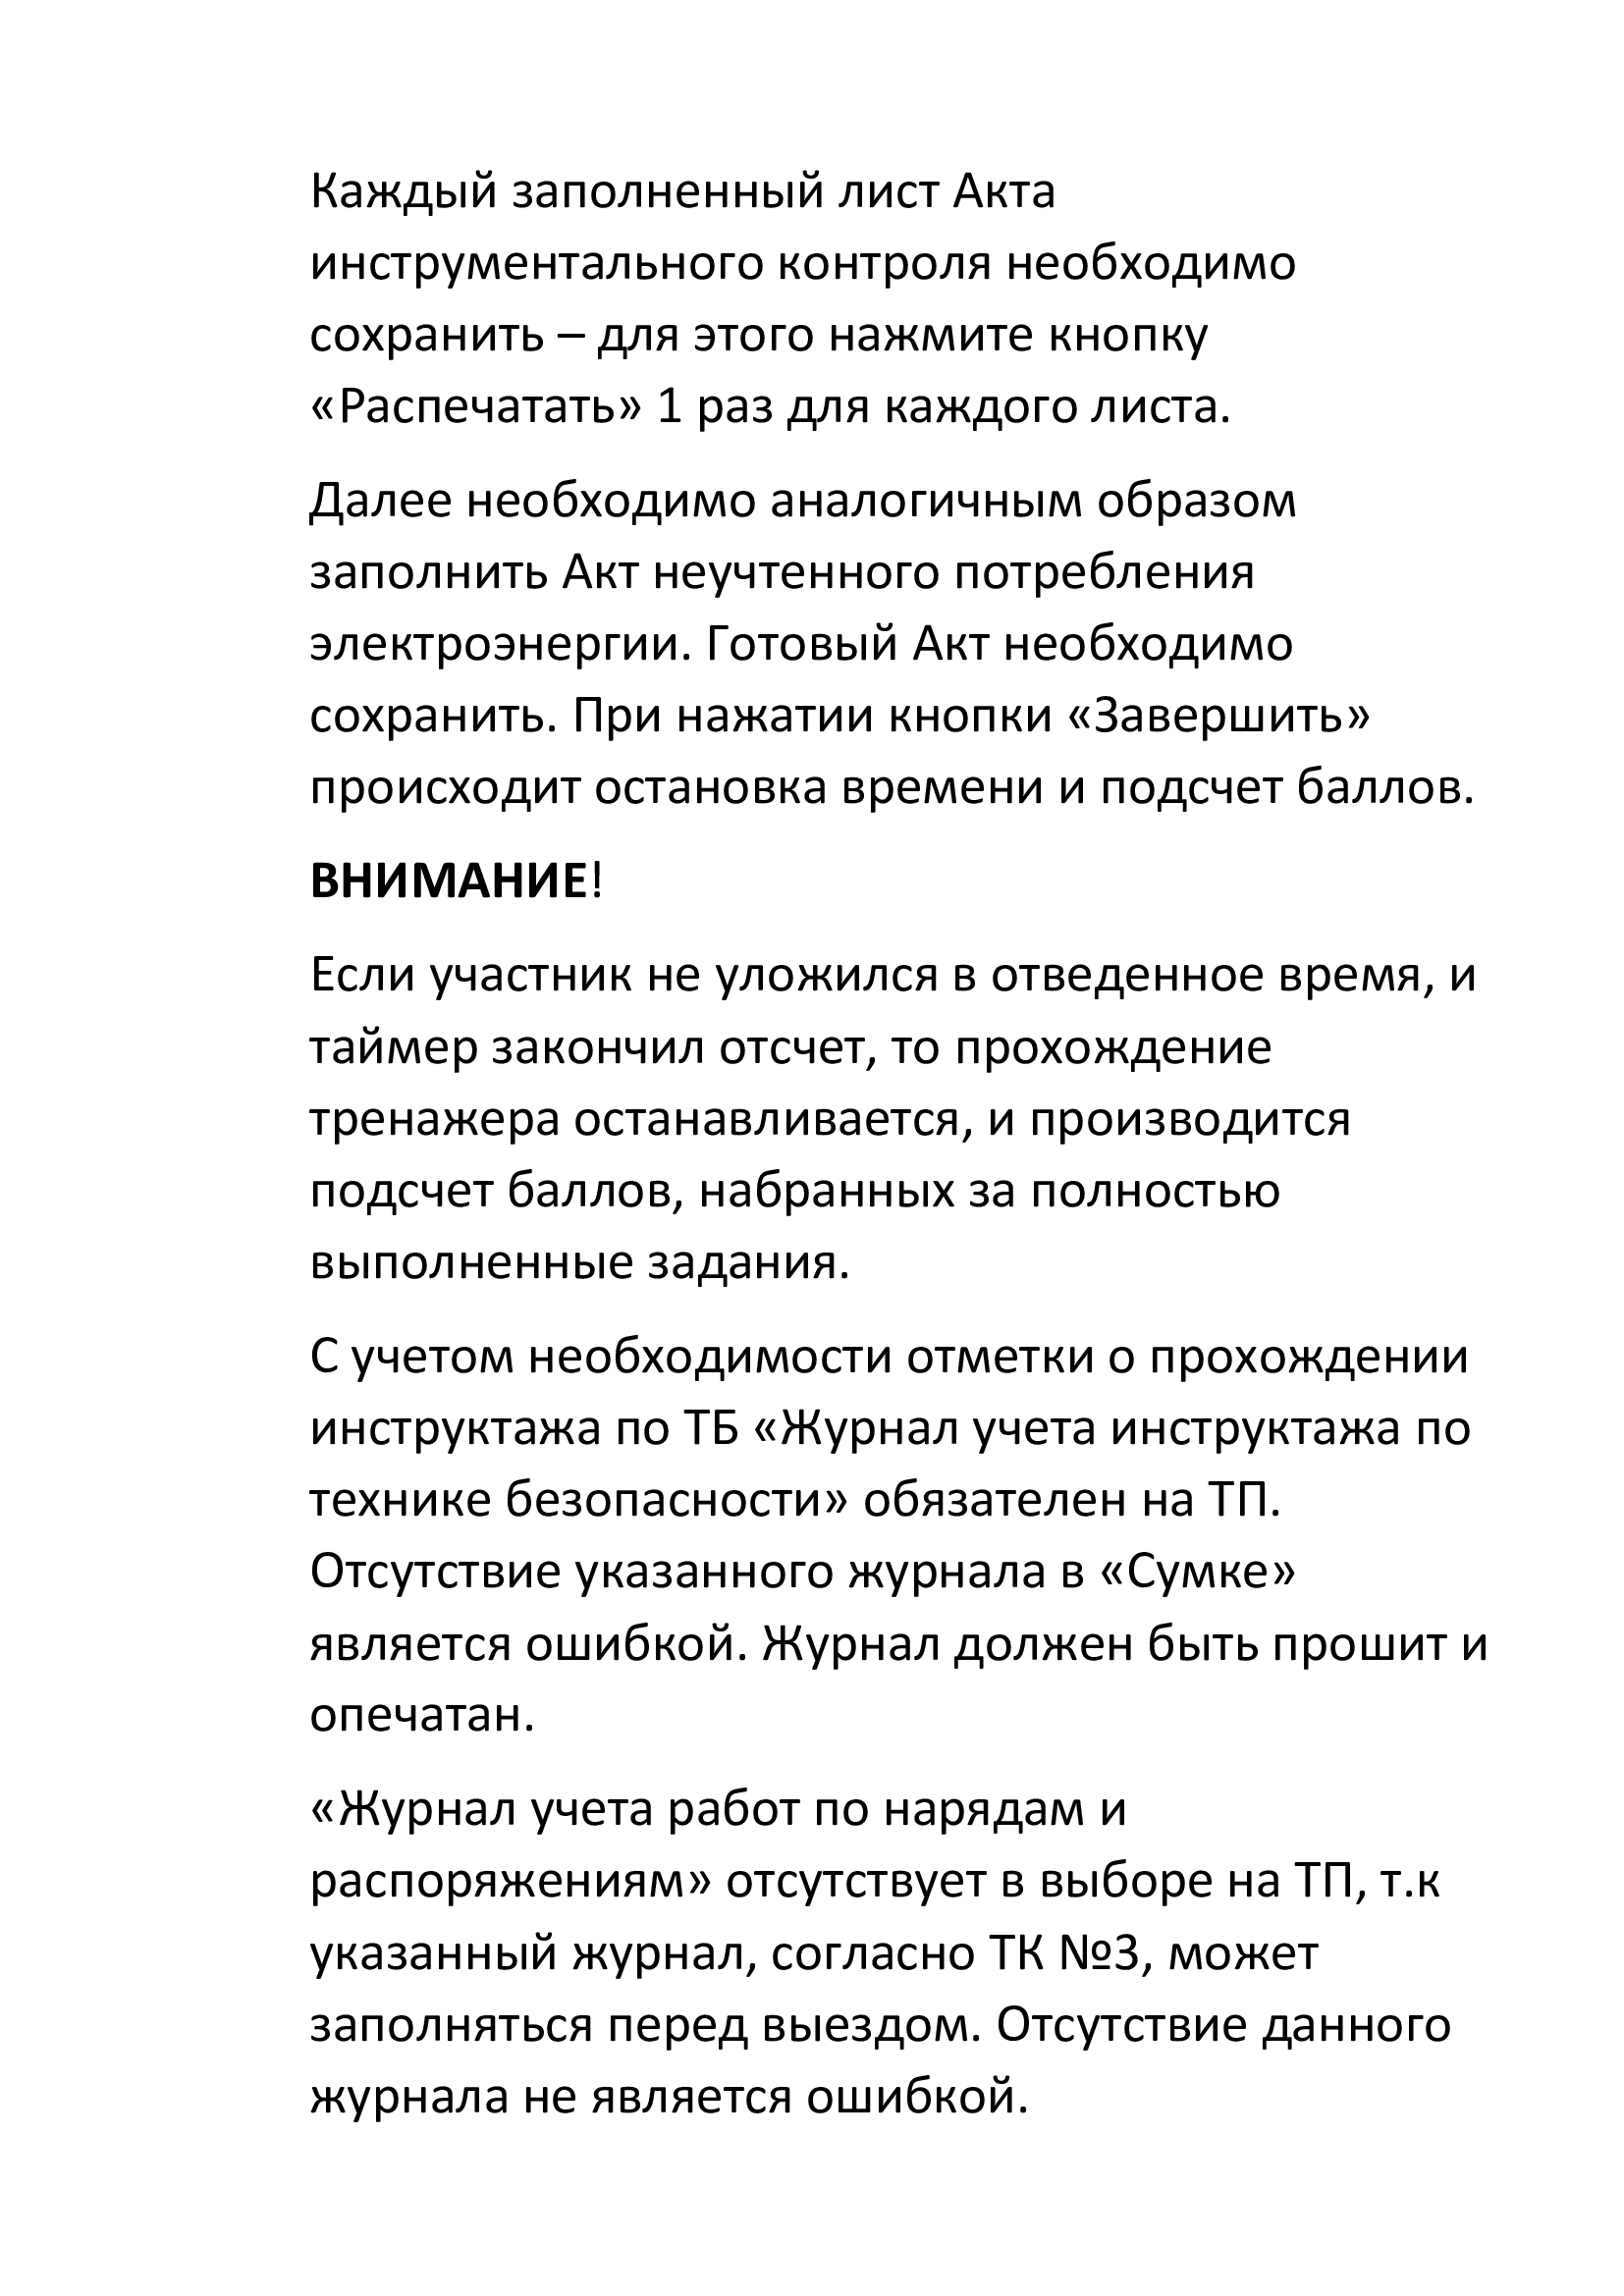 Каждый заполненный лист Акта
инструментального контроля необходимо
сохранить – для этого нажмите кнопку
«Распечатать» 1 раз для каждого листа.
Далее необходимо аналогичным образом
заполнить Акт неучтенного потребления
электроэнергии. Готовый Акт необходимо
сохранить. При нажатии кнопки «Завершить»
происходит остановка времени и подсчет баллов.
ВНИМАНИЕ!
Если участник не уложился в отведенное время, и
таймер закончил отсчет, то прохождение
тренажера останавливается, и производится
подсчет баллов, набранных за полностью
выполненные задания.
С учетом необходимости отметки о прохождении
инструктажа по ТБ «Журнал учета инструктажа по
технике безопасности» обязателен на ТП.
Отсутствие указанного журнала в «Сумке»
является ошибкой. Журнал должен быть прошит и
опечатан.
«Журнал учета работ по нарядам и
распоряжениям» отсутствует в выборе на ТП, т.к
указанный журнал, согласно ТК №3, может
заполняться перед выездом. Отсутствие данного
журнала не является ошибкой.